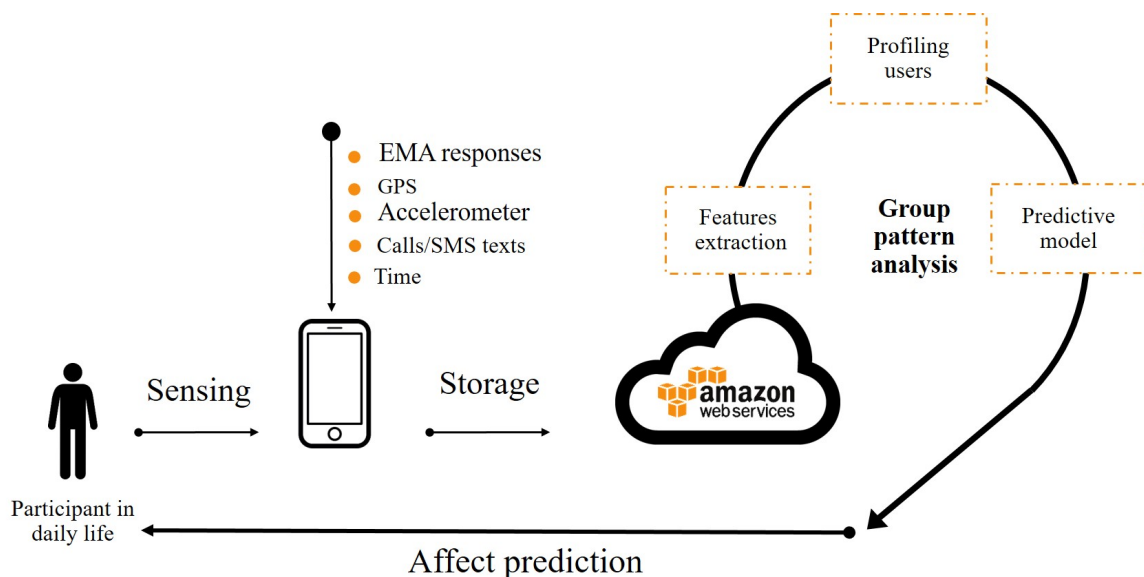 Profiling
users
EMA responses
GPS
Accelerometer
Calls/SMS texts
Time
Features
extraction
Group
pattern
analysis
Predictive
model
Sensing
Storage
amazon
webservices
Participant in
daily life
Affect prediction